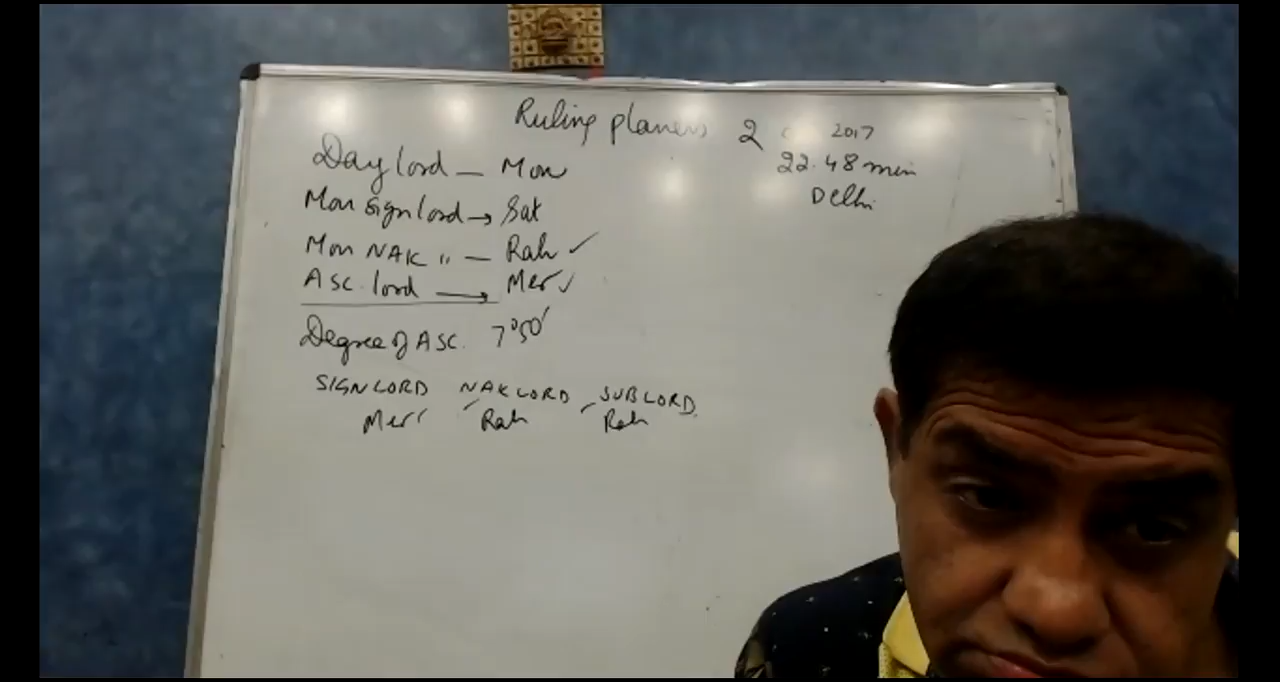 Ruling planets 2 2017
22.48 min
Delhi
Day lord — Mon
Mon sign lord → Sat
Mon NAK " — Rah ✓
Asc. lord → Mer ✓
Degree of ASC. 7°50'
SIGN LORD NAK LORD SUB LORD
Merc Rah Rah